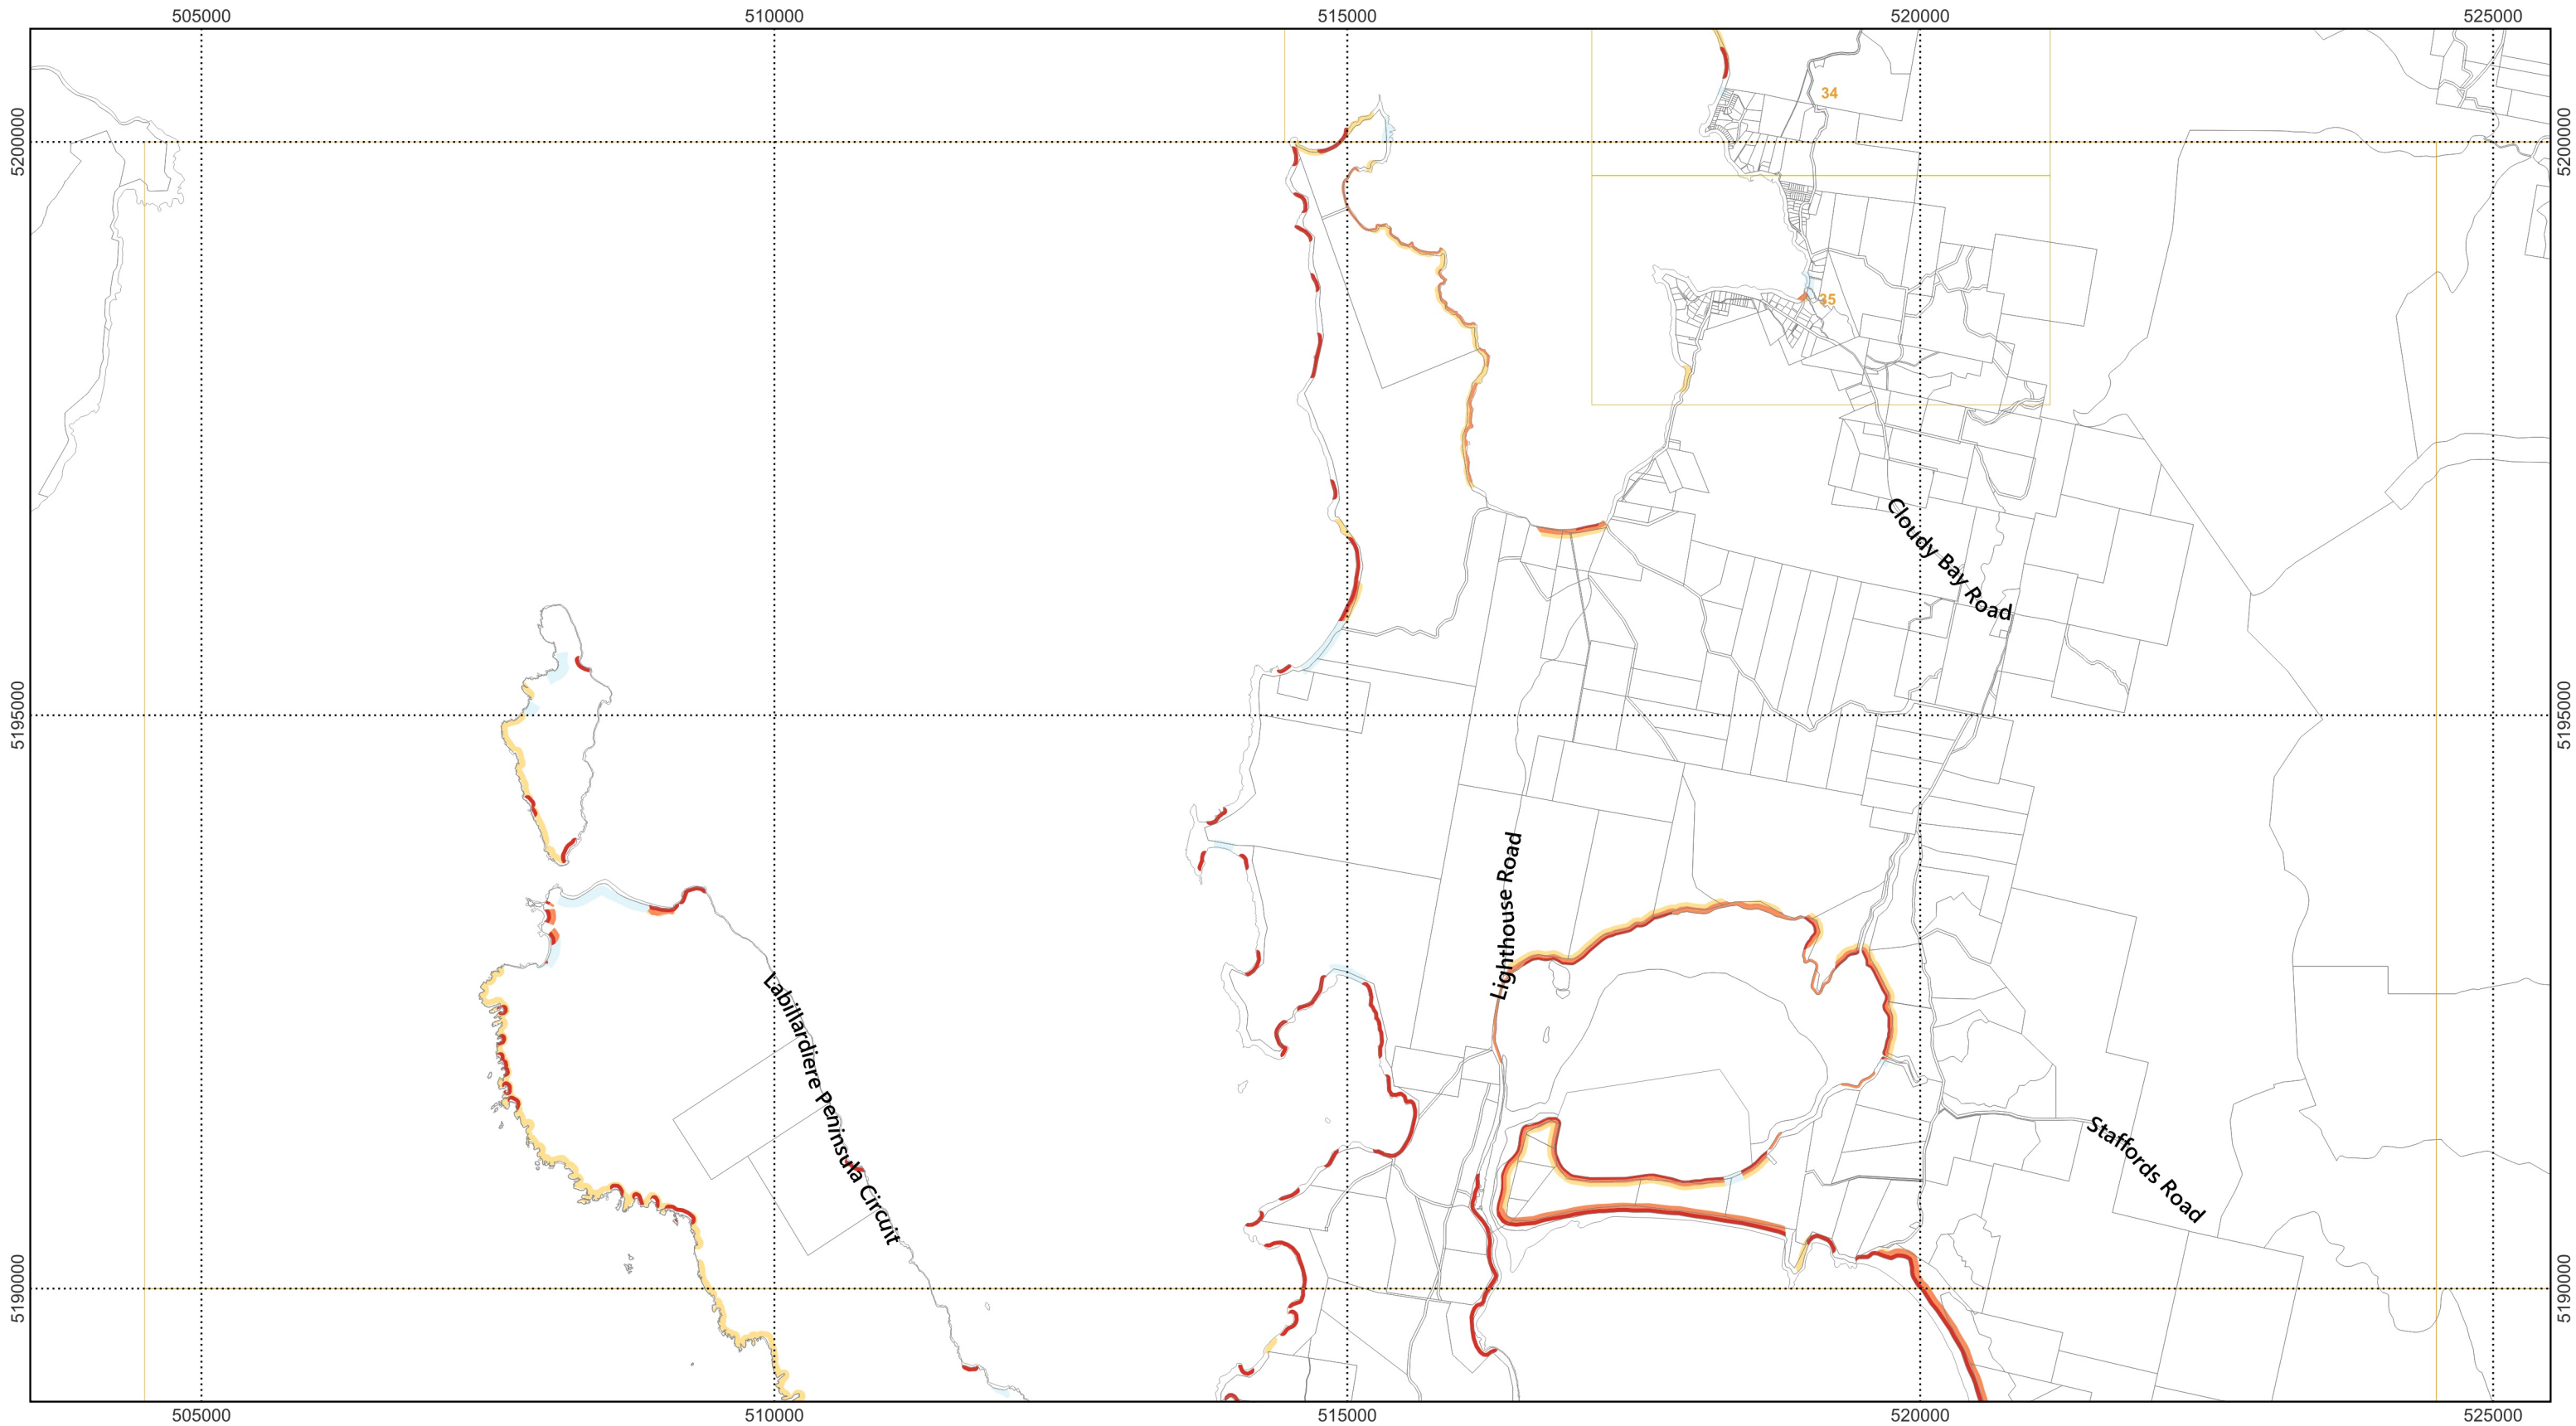 505000 510000 515000 520000 525000
5200000
5200000
34
35
Cloudy Bay Road
5195000
5195000
Lighthouse Road
Labillardiere Peninsula Circuit
Staffords Road
5190000
5190000
505000 510000 515000 520000 525000